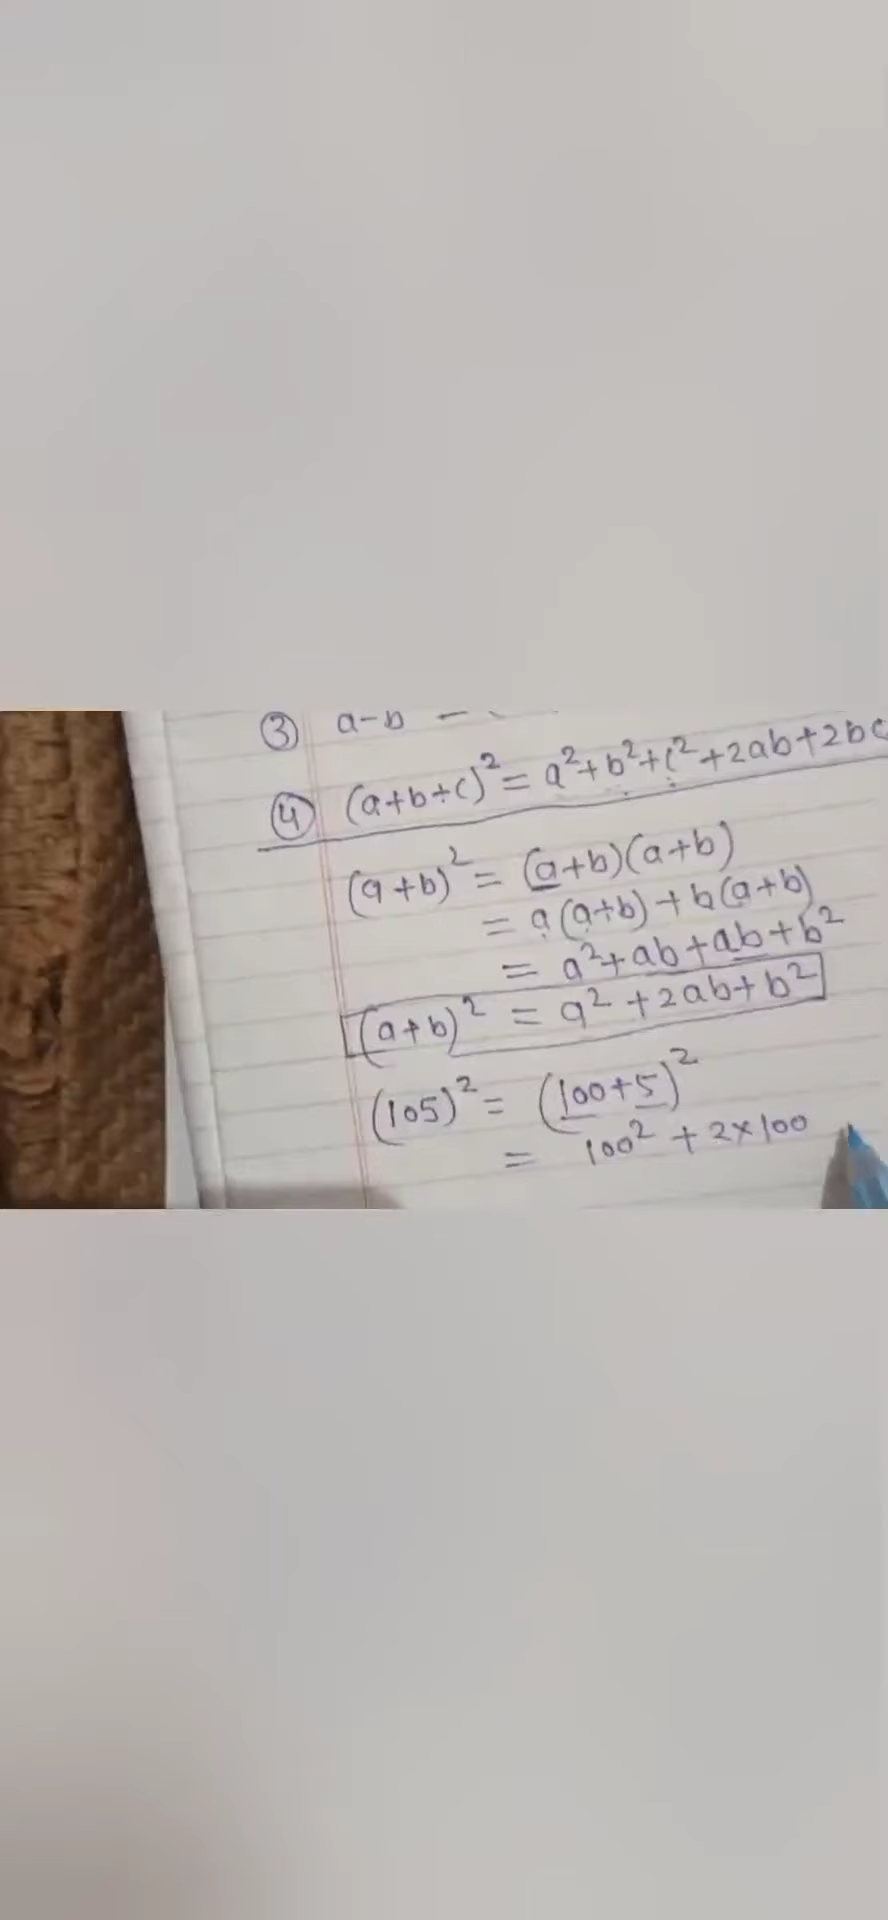 ③ a-b
④ (a+b+c)² = a²+b²+c²+2ab+2bc
(a+b)² = (a+b)(a+b)
= a(a+b)+b(a+b)
= a²+ab+ab+b²
(a+b)² = a²+2ab+b²
(105)² = (100+5)²
= 100² + 2×100